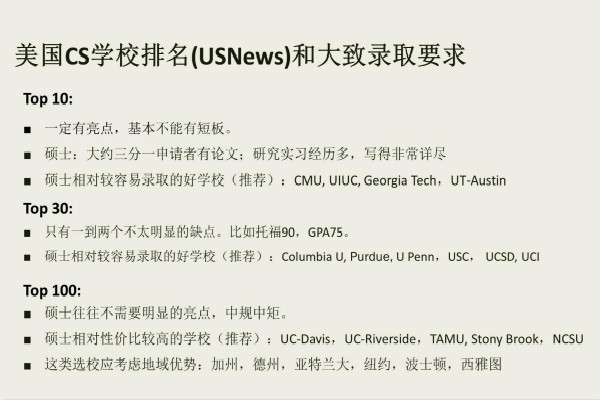 美国CS学校排名(USNews)和大致录取要求
Top 10:
■ 一定有亮点，基本不能有短板。
■ 硕士：大约三分一申请者有论文；研究实习经历多，写得非常详尽
■ 硕士相对较容易录取的好学校（推荐）；CMU, UIUC, Georgia Tech，UT-Austin
Top 30:
■ 只有一到两个不太明显的缺点。比如托福90，GPA75。
■ 硕士相对较容易录取的好学校（推荐）：Columbia U, Purdue, U Penn，USC， UCSD, UCI
Top 100:
■ 硕士往往不需要明显的亮点，中规中矩。
■ 硕士相对性价比较高的学校（推荐）：UC-Davis，UC-Riverside，TAMU, Stony Brook，NCSU
■ 这类选校应考虑地域优势：加州，德州，亚特兰大，纽约，波士顿，西雅图